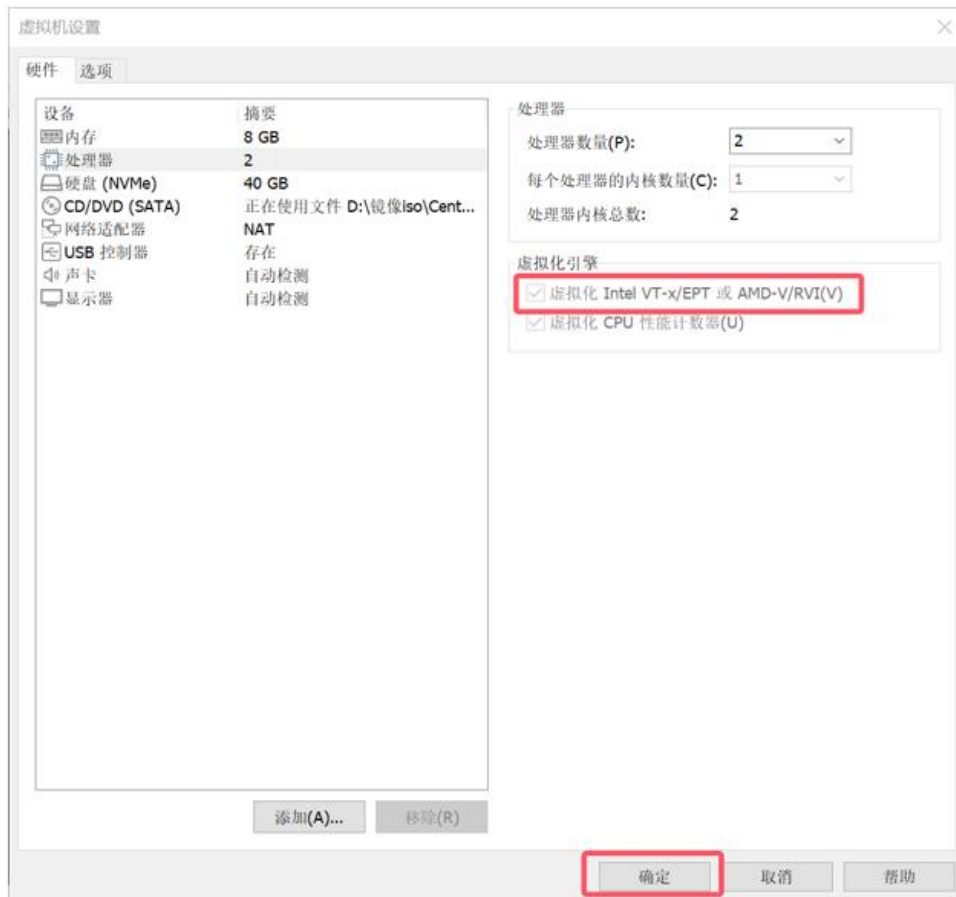 虚拟机设置
硬件 选项
设备 摘要
内存 8 GB
处理器 2
硬盘 (NVMe) 40 GB
CD/DVD (SATA) 正在使用文件 D:\镜像iso\Cent...
网络适配器 NAT
USB 控制器 存在
声卡 自动检测
显示器 自动检测
添加(A)... 移除(R)
处理器
处理器数量(P): 2
每个处理器的内核数量(C): 1
处理器内核总数: 2
虚拟化引擎
虚拟化 Intel VT-x/EPT 或 AMD-V/RVI(V)
虚拟化 CPU 性能计数器(U)
确定 取消 帮助